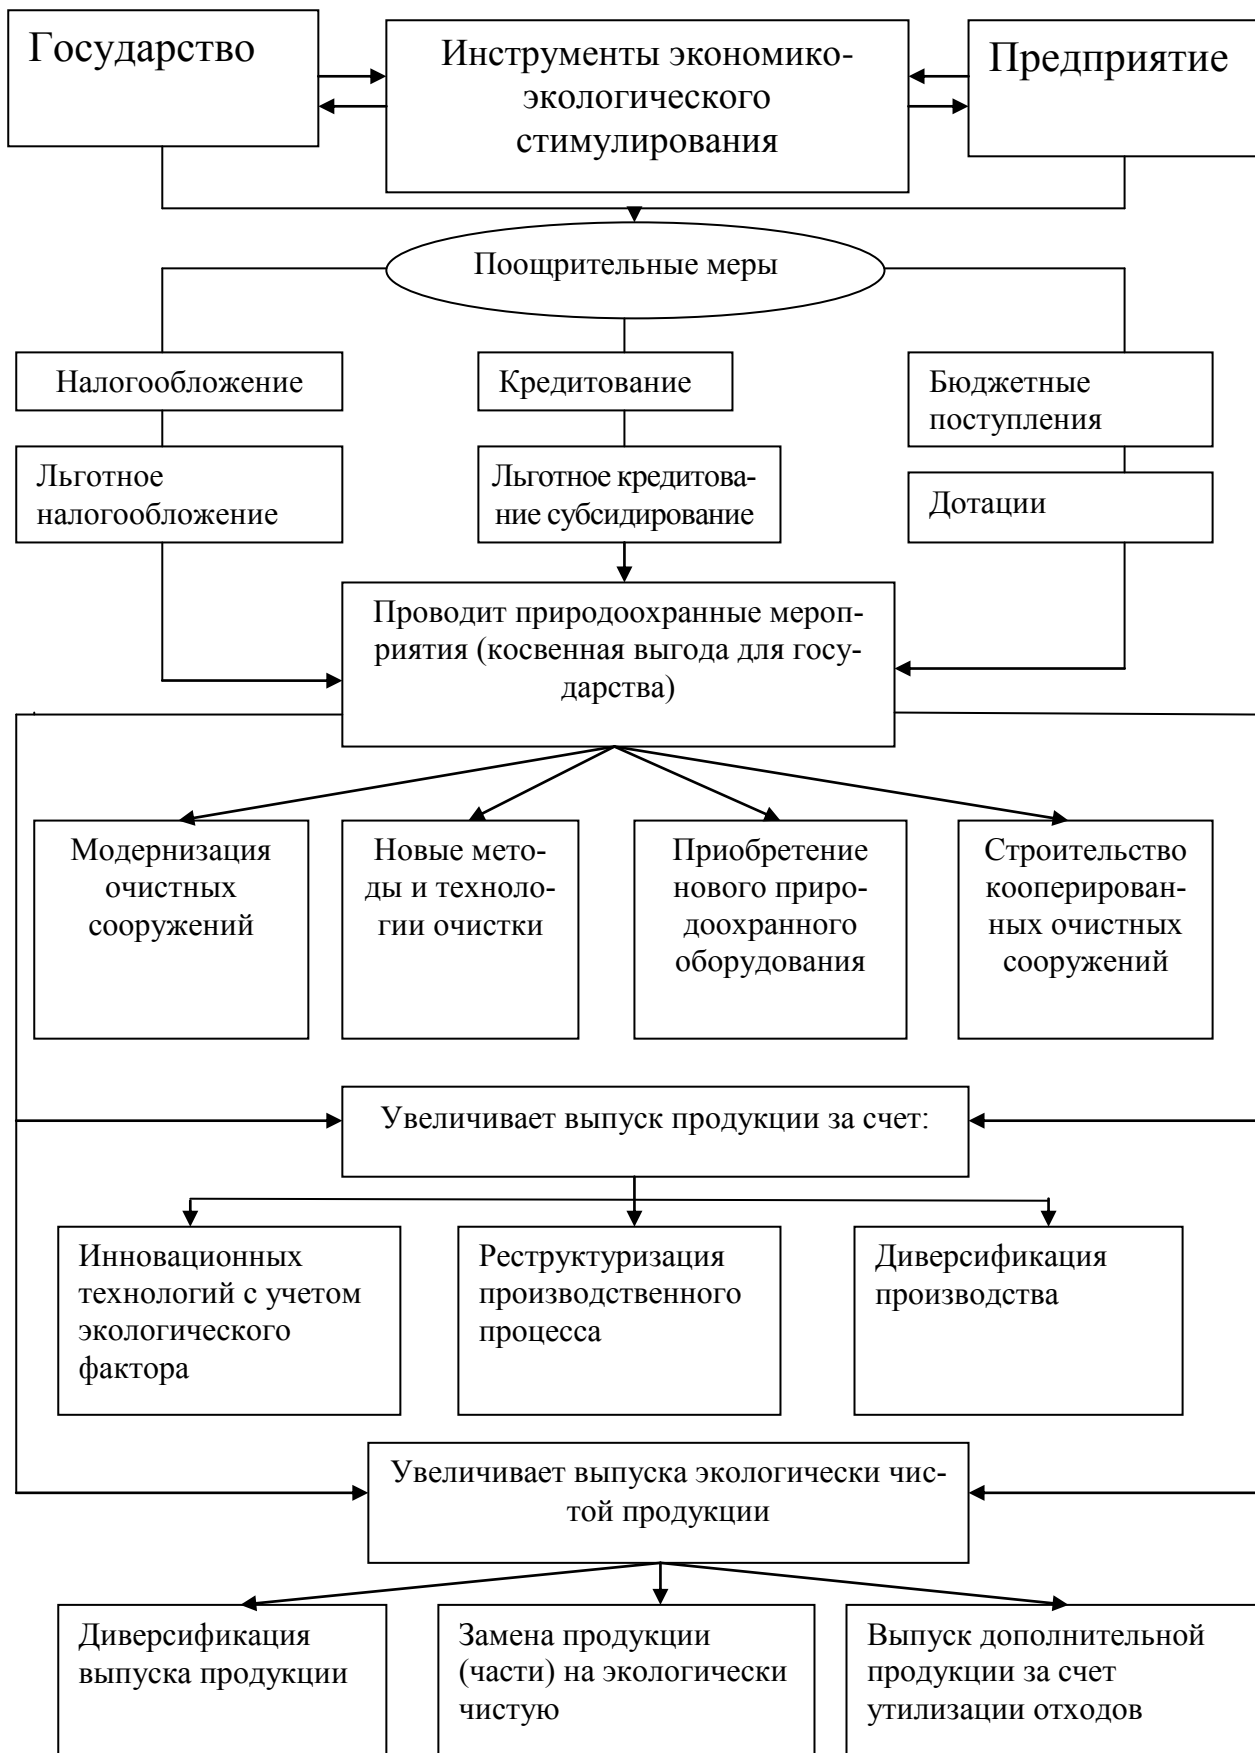 Государство
Инструменты экономико-
экологического
стимулирования
Предприятие
Поощрительные меры
Налогообложение
Кредитование
Бюджетные
поступления
Льготное
налогообложение
Льготное кредитова-
ние субсидирование
Дотации
Проводит природоохранные мероп-
риятия (косвенная выгода для госу-
дарства)
Модернизация
очистных
сооружений
Новые мето-
ды и техноло-
гии очистки
Приобретение
нового приро-
доохранного
оборудования
Строительство
кооперирован-
ных очистных
сооружений
Увеличивает выпуск продукции за счет:
Инновационных
технологий с учетом
экологического
фактора
Реструктуризация
производственного
процесса
Диверсификация
производства
Увеличивает выпуска экологически чис-
той продукции
Диверсификация
выпуска продукции
Замена продукции
(части) на экологически
чистую
Выпуск дополнительной
продукции за счет
утилизации отходов